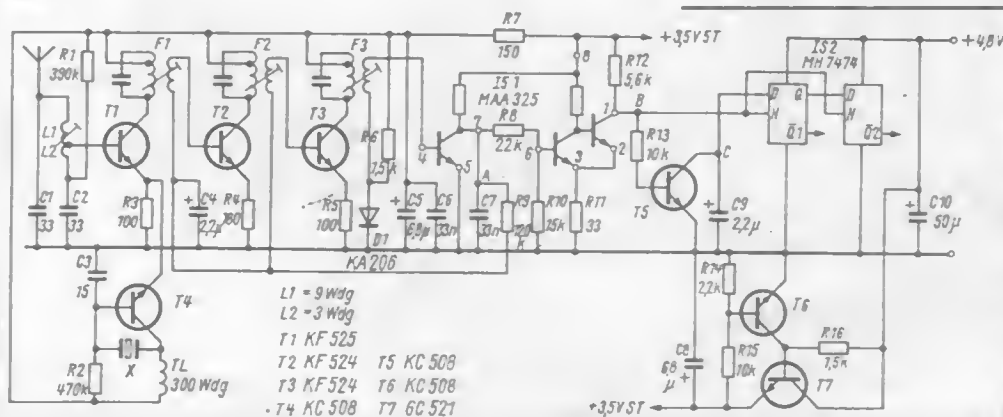 R1
390k
L1
L2
C1
33
C2
33
F1
T1
R3
100
C4
2,2µ
F2
T2
R4
F3
T3
R5
100
R6
1,5k
D1
KA206
C5
6,8µ
C6
33n
R7
150
+3,5V ST
8
IS1
MAA 325
R8
22k
4
5
7
A
C7
33n
R9
120
k
6
3
R10
15k
R11
33
R12
5,6k
1
B
2
R13
10k
T5
C
C9
2,2µ
IS2
MH 7474
D
Q
Q̄1
D
Q̄2
+4,8V
C10
50µ
C3
15
T4
R2
470k
X
TL
300 Wdg
L1 = 9 Wdg
L2 = 3 Wdg
T1 KF 525
T2 KF 524 T5 KC 508
T3 KF 524 T6 KC 508
T4 KC 508 T7 GC 521
C8
6,8
µ
R14
2,2k
R15
10k
T6
R16
1,5k
T7
+3,5V ST